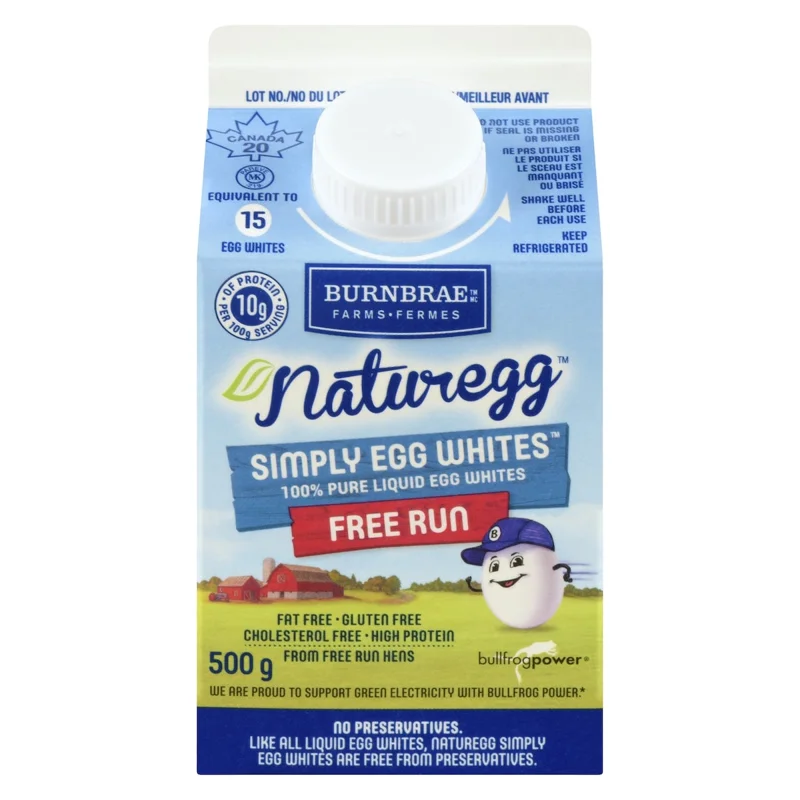 LOT NO./NO DU LOT
/MEILLEUR AVANT
CANADA
20
MK
EQUIVALENT TO
15
EGG WHITES
DO NOT USE PRODUCT
IF SEAL IS MISSING
OR BROKEN
NE PAS UTILISER
LE PRODUIT SI
LE SCEAU EST
MANQUANT
OU BRISÉ
SHAKE WELL
BEFORE
EACH USE
KEEP
REFRIGERATED
OF PROTEIN
10g
PER 100g SERVING
BURNBRAE™ MC
FARMS•FERMES
Naturegg™
SIMPLY EGG WHITES™
100% PURE LIQUID EGG WHITES
FREE RUN
B
FAT FREE • GLUTEN FREE
CHOLESTEROL FREE • HIGH PROTEIN
FROM FREE RUN HENS
500 g
bullfrogpower®
WE ARE PROUD TO SUPPORT GREEN ELECTRICITY WITH BULLFROG POWER.*
NO PRESERVATIVES.
LIKE ALL LIQUID EGG WHITES, NATUREGG SIMPLY
EGG WHITES ARE FREE FROM PRESERVATIVES.